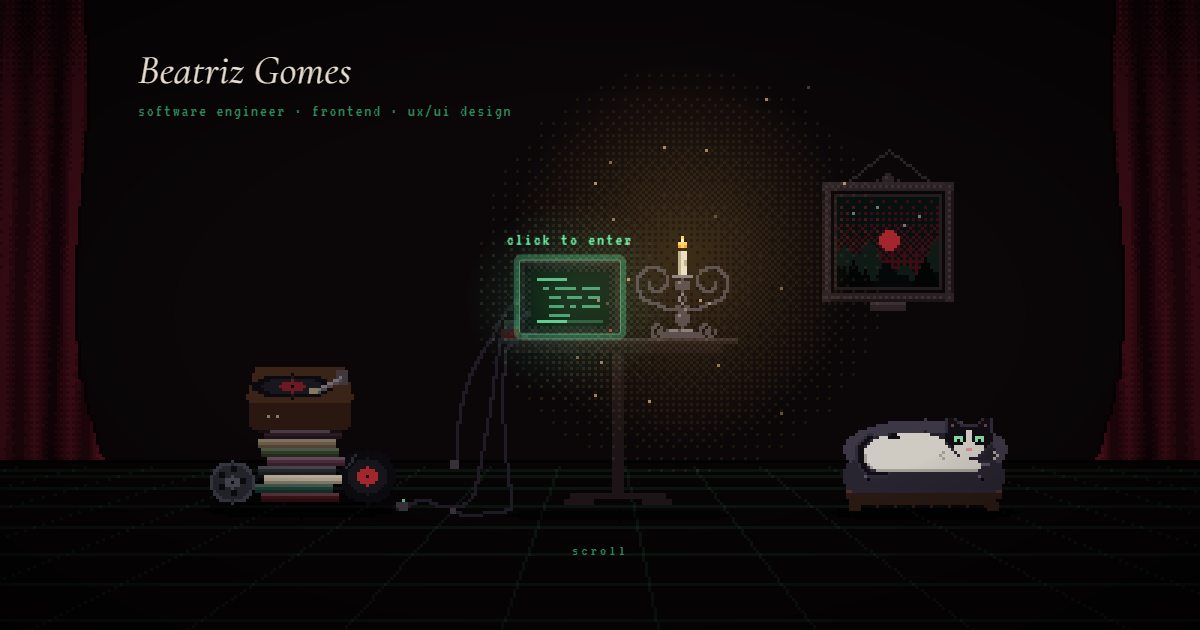 Beatriz Gomes
software engineer · frontend · ux/ui design
click to enter
scroll